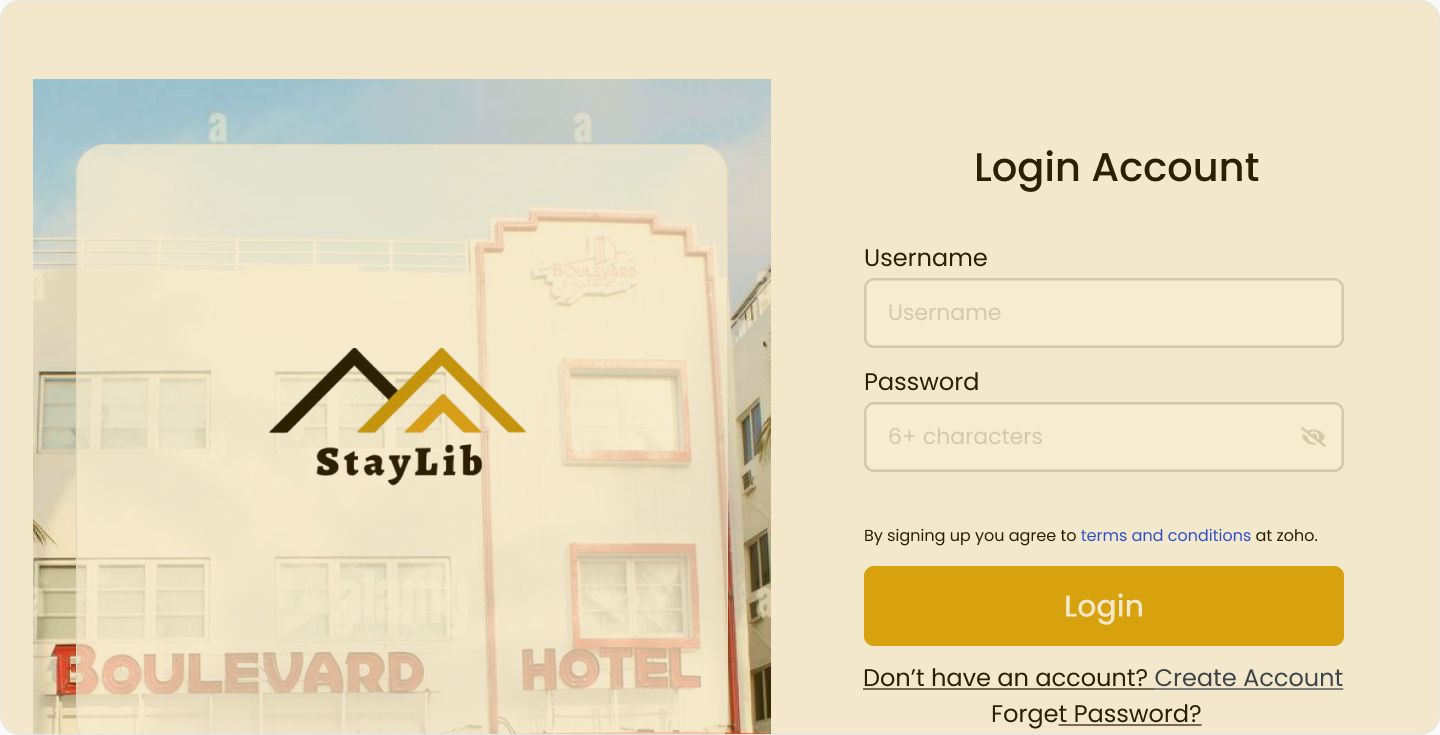 a a
BOULEVARD
StayLib
alamy
a
BOULEVARD HOTEL
Login Account
Username
Username
Password
6+ characters
By signing up you agree to terms and conditions at zoho.
Login
Don’t have an account? Create Account
Forget Password?